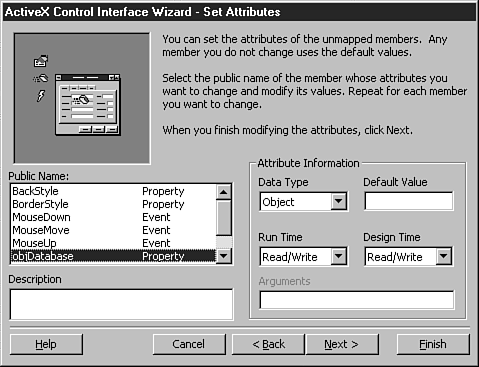 ActiveX Control Interface Wizard - Set Attributes
You can set the attributes of the unmapped members. Any
member you do not change uses the default values.
Select the public name of the member whose attributes you
want to change and modify its values. Repeat for each member
you want to change.
When you finish modifying the attributes, click Next.
Public Name:
BackStyle Property
BorderStyle Property
MouseDown Event
MouseMove Event
MouseUp Event
objDatabase Property
Description
Attribute Information
Data Type Default Value
Object
Run Time Design Time
Read/Write Read/Write
Arguments
Help Cancel < Back Next > Finish